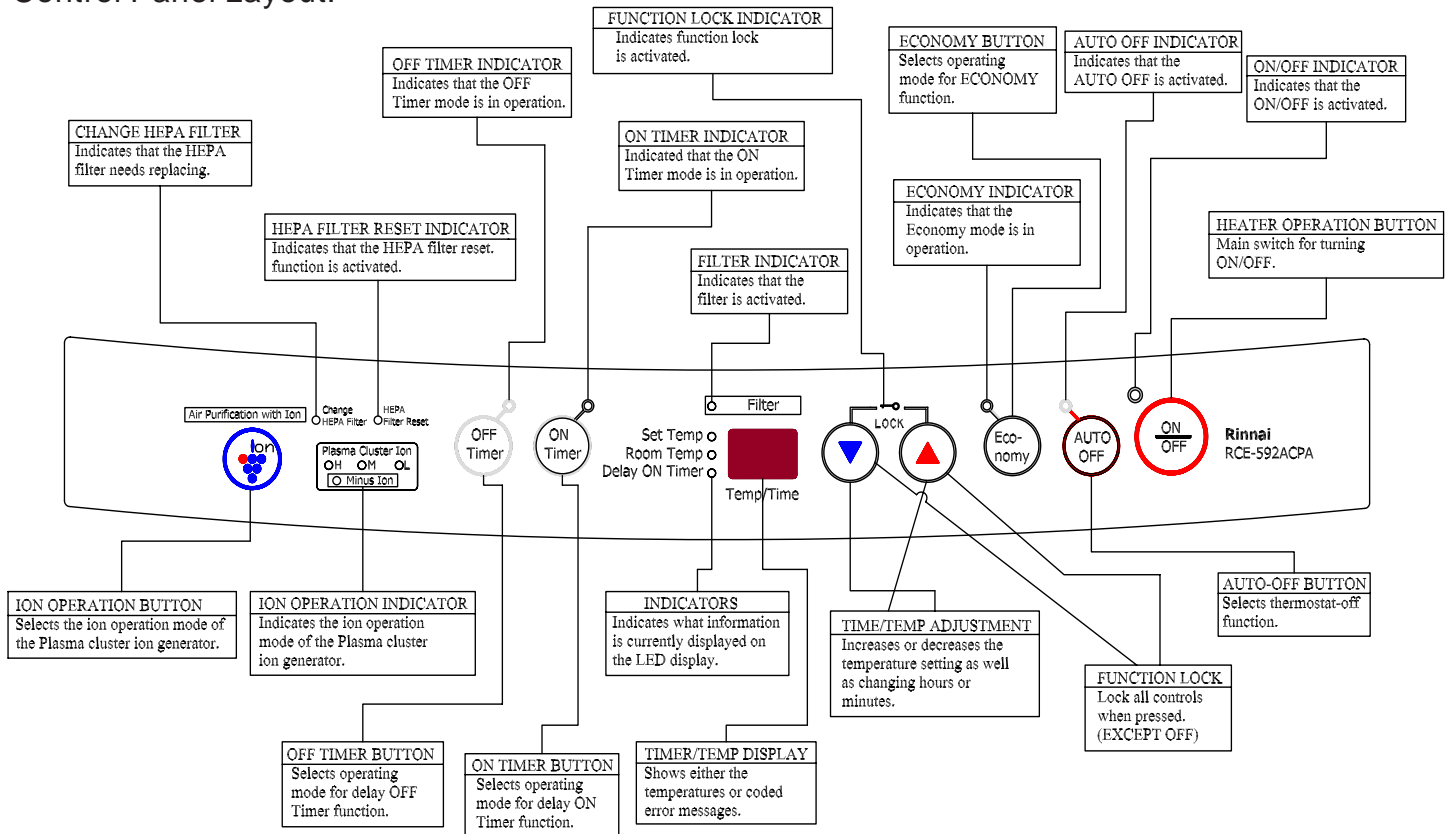 Control Panel Layout:
FUNCTION LOCK INDICATOR
Indicates function lock
is activated.
ECONOMY BUTTON
Selects operating
mode for ECONOMY
function.
AUTO OFF INDICATOR
Indicates that the
AUTO OFF is activated.
ON/OFF INDICATOR
Indicates that the
ON/OFF is activated.
OFF TIMER INDICATOR
Indicates that the OFF
Timer mode is in operation.
CHANGE HEPA FILTER
Indicates that the HEPA
filter needs replacing.
ON TIMER INDICATOR
Indicated that the ON
Timer mode is in operation.
ECONOMY INDICATOR
Indicates that the
Economy mode is in
operation.
HEPA FILTER RESET INDICATOR
Indicates that the HEPA filter reset.
function is activated.
FILTER INDICATOR
Indicates that the
filter is activated.
HEATER OPERATION BUTTON
Main switch for turning
ON/OFF.
Air Purification with Ion
Ion
Change
HEPA Filter
HEPA
Filter Reset
Plasma Cluster Ion
H M L
Minus Ion
OFF
Timer
ON
Timer
Filter
Set Temp
Room Temp
Delay ON Timer
Temp/Time
LOCK
Eco-
nomy
AUTO
OFF
ON
OFF
Rinnai
RCE-592ACPA
ION OPERATION BUTTON
Selects the ion operation mode of
the Plasma cluster ion generator.
ION OPERATION INDICATOR
Indicates the ion operation
mode of the Plasma cluster
ion generator.
INDICATORS
Indicates what information
is currently displayed on
the LED display.
TIME/TEMP ADJUSTMENT
Increases or decreases the
temperature setting as well
as changing hours or
minutes.
AUTO-OFF BUTTON
Selects thermostat-off
function.
FUNCTION LOCK
Lock all controls
when pressed.
(EXCEPT OFF)
OFF TIMER BUTTON
Selects operating
mode for delay OFF
Timer function.
ON TIMER BUTTON
Selects operating
mode for delay ON
Timer function.
TIMER/TEMP DISPLAY
Shows either the
temperatures or coded
error messages.